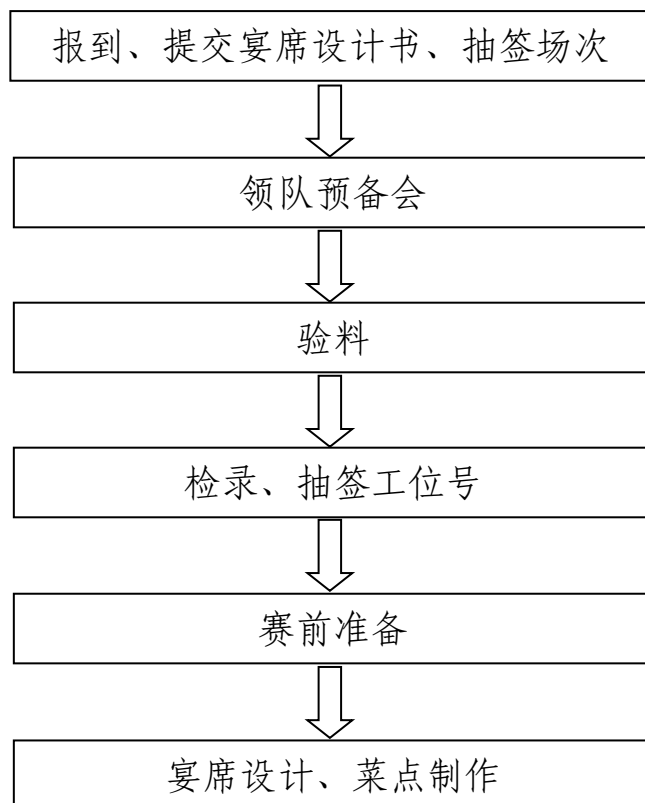 报到、提交宴席设计书、抽签场次
领队预备会
验料
检录、抽签工位号
赛前准备
宴席设计、菜点制作